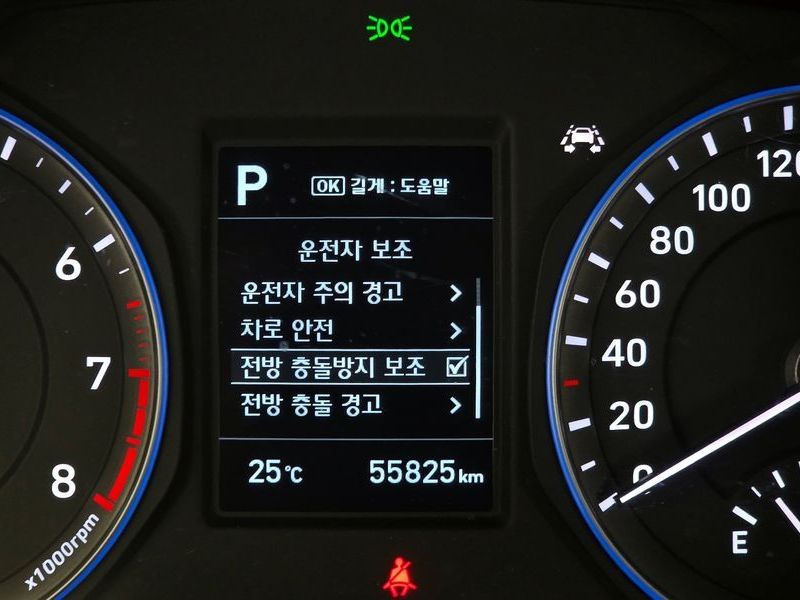 P
OK 길게 : 도움말
운전자 보조
운전자 주의 경고
차로 안전
전방 충돌방지 보조
전방 충돌 경고
25℃ 55825km
6
7
8
x1000rpm
120
100
80
60
40
20
0
E